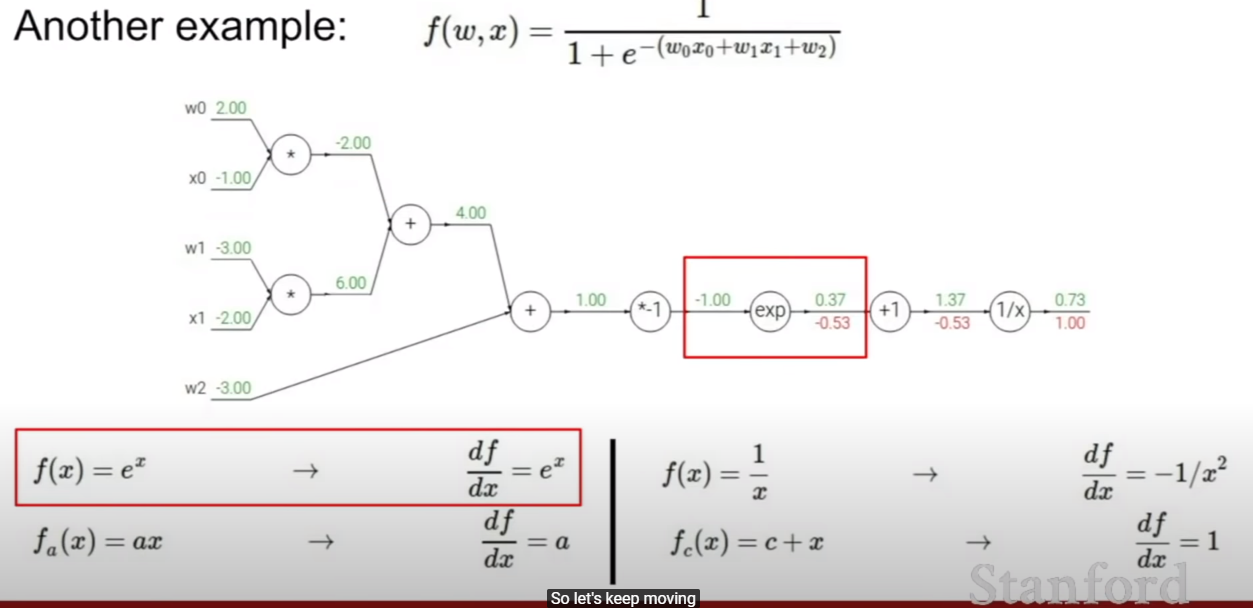 Another example: f(w, x) = 1 / (1 + e^{-(w₀x₀+w₁x₁+w₂)})
w0 2.00
-2.00
x0 -1.00
4.00
w1 -3.00
6.00
x1 -2.00
w2 -3.00
* * + + 1.00 *-1 -1.00 exp 0.37 +1 1.37 1/x 0.73
-0.53 -0.53 1.00
f(x) = e^x → df/dx = e^x
f(x) = 1/x → df/dx = -1/x²
fₐ(x) = ax → df/dx = a
f_c(x) = c + x → df/dx = 1
Stanford
So let's keep moving